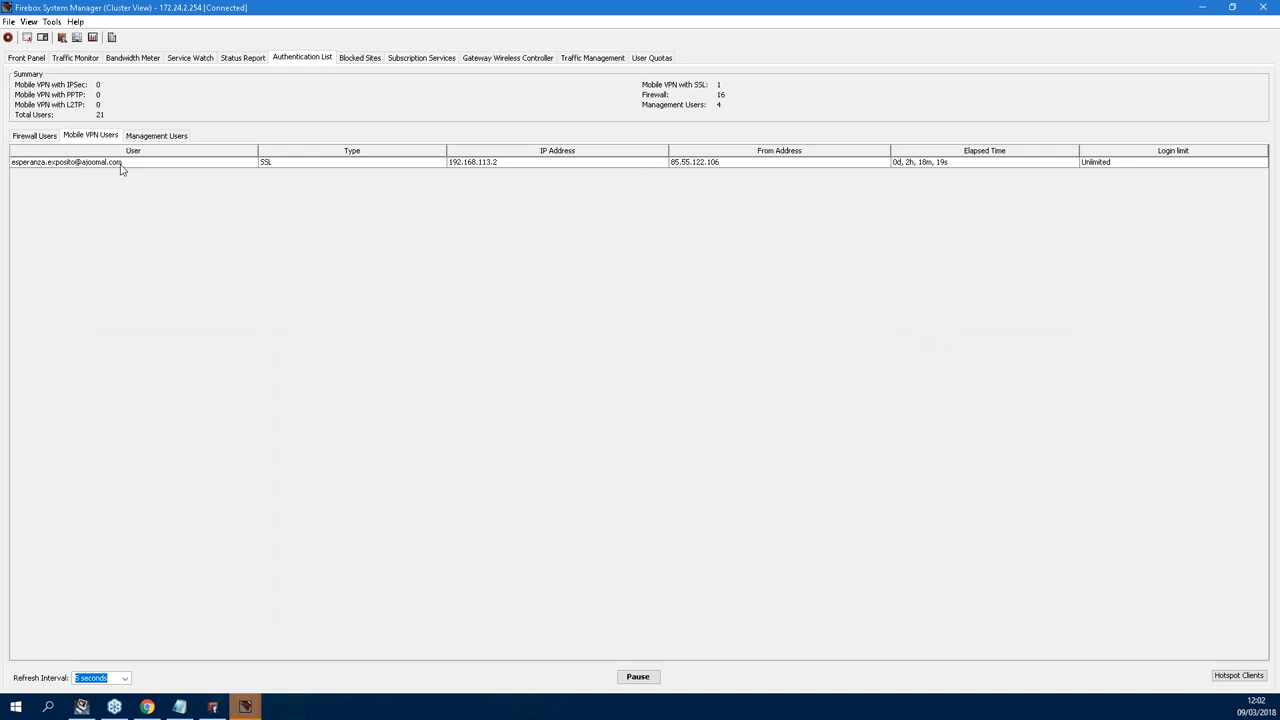 Firebox System Manager (Cluster View) - 172.24.2.254 [Connected]
File View Tools Help
Front Panel Traffic Monitor Bandwidth Meter Service Watch Status Report Authentication List Blocked Sites Subscription Services Gateway Wireless Controller Traffic Management User Quotas
Summary
Mobile VPN with IPSec: 0 Mobile VPN with SSL: 1
Mobile VPN with PPTP: 0 Firewall: 16
Mobile VPN with L2TP: 0 Management Users: 4
Total Users: 21
Firewall Users Mobile VPN Users Management Users
User Type IP Address From Address Elapsed Time Login limit
esperanza.exposito@ajoomal.com SSL 192.168.113.2 85.55.122.106 0d, 2h, 18m, 19s Unlimited
Refresh Interval: 5 seconds Pause Hotspot Clients
12:02
09/03/2018